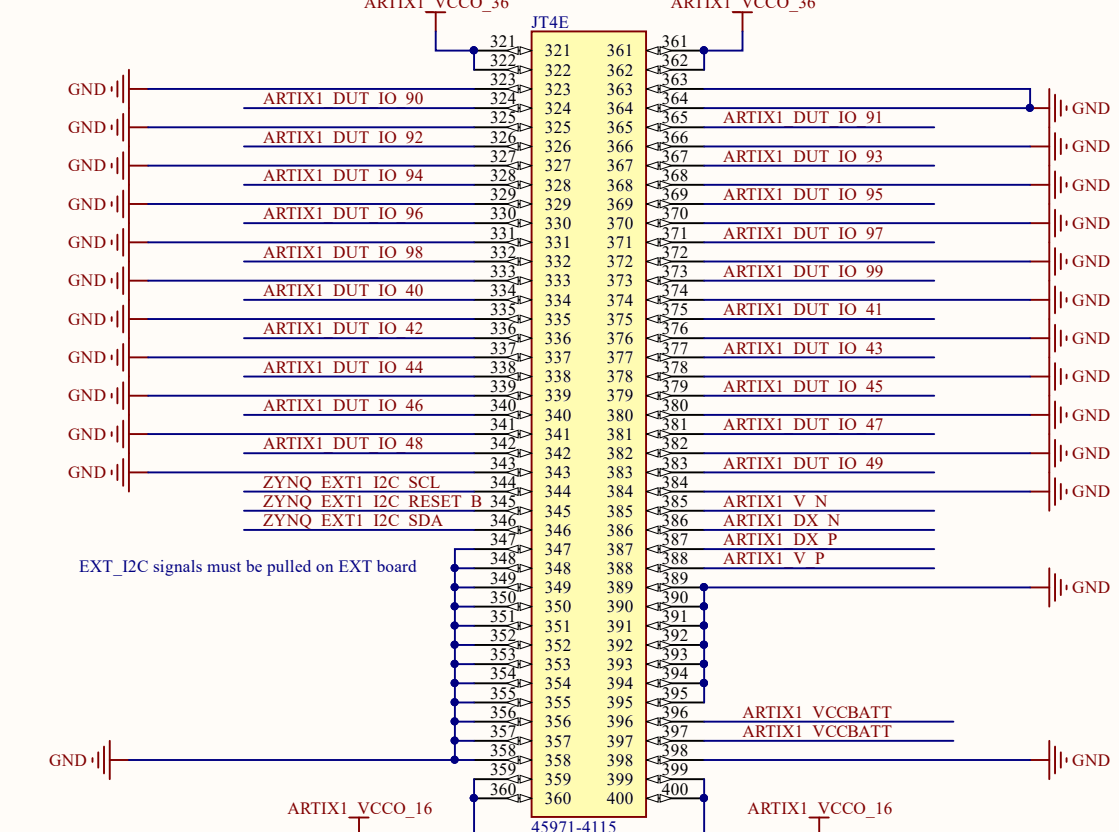 ARTIX1_VCCO_36 ARTIX1_VCCO_36
JT4E
321 321 361 361
322 322 362 362
GND 323 323 363 363
ARTIX1_DUT_IO_90 324 324 364 364 GND
GND 325 325 365 365 ARTIX1_DUT_IO_91
ARTIX1_DUT_IO_92 326 326 366 366 GND
GND 327 327 367 367 ARTIX1_DUT_IO_93
ARTIX1_DUT_IO_94 328 328 368 368 GND
GND 329 329 369 369 ARTIX1_DUT_IO_95
ARTIX1_DUT_IO_96 330 330 370 370 GND
GND 331 331 371 371 ARTIX1_DUT_IO_97
ARTIX1_DUT_IO_98 332 332 372 372 GND
GND 333 333 373 373 ARTIX1_DUT_IO_99
ARTIX1_DUT_IO_40 334 334 374 374 GND
GND 335 335 375 375 ARTIX1_DUT_IO_41
ARTIX1_DUT_IO_42 336 336 376 376 GND
GND 337 337 377 377 ARTIX1_DUT_IO_43
ARTIX1_DUT_IO_44 338 338 378 378 GND
GND 339 339 379 379 ARTIX1_DUT_IO_45
ARTIX1_DUT_IO_46 340 340 380 380 GND
GND 341 341 381 381 ARTIX1_DUT_IO_47
ARTIX1_DUT_IO_48 342 342 382 382 GND
GND 343 343 383 383 ARTIX1_DUT_IO_49
ZYNQ_EXT1_I2C_SCL 344 344 384 384 GND
ZYNQ_EXT1_I2C_RESET_B 345 345 385 385 ARTIX1_V_N
ZYNQ_EXT1_I2C_SDA 346 346 386 386 ARTIX1_DX_N
347 347 387 387 ARTIX1_DX_P
EXT_I2C signals must be pulled on EXT board 348 348 388 388 ARTIX1_V_P
349 349 389 389 GND
350 350 390 390
351 351 391 391
352 352 392 392
353 353 393 393
354 354 394 394
355 355 395 395
356 356 396 396 ARTIX1_VCCBATT
357 357 397 397 ARTIX1_VCCBATT
GND 358 358 398 398 GND
359 359 399 399
360 360 400 400
ARTIX1_VCCO_16 ARTIX1_VCCO_16
45971-4115